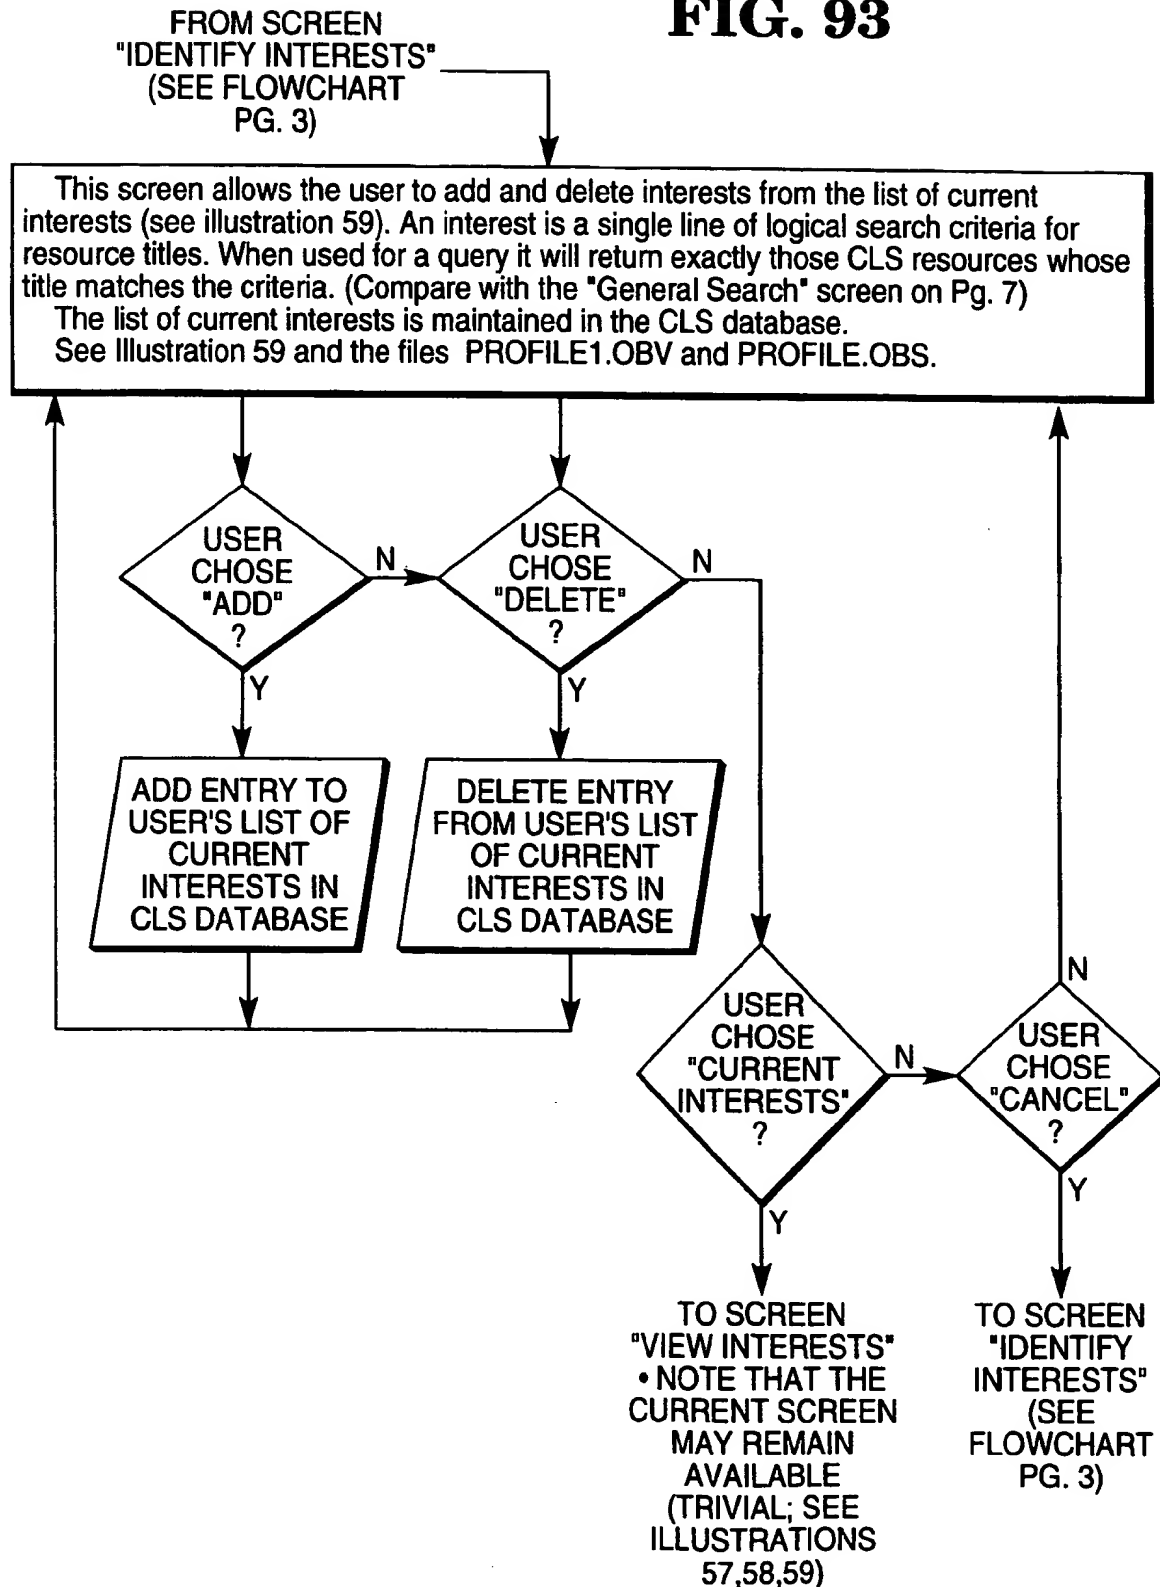 FIG. 93
FROM SCREEN
"IDENTIFY INTERESTS"
(SEE FLOWCHART
PG. 3)
This screen allows the user to add and delete interests from the list of current
interests (see illustration 59). An interest is a single line of logical search criteria for
resource titles. When used for a query it will return exactly those CLS resources whose
title matches the criteria. (Compare with the "General Search" screen on Pg. 7)
The list of current interests is maintained in the CLS database.
See Illustration 59 and the files PROFILE1.OBV and PROFILE.OBS.
USER
CHOSE
"ADD"
?
N
Y
USER
CHOSE
"DELETE"
?
N
Y
ADD ENTRY TO
USER'S LIST OF
CURRENT
INTERESTS IN
CLS DATABASE
DELETE ENTRY
FROM USER'S LIST
OF CURRENT
INTERESTS IN
CLS DATABASE
USER
CHOSE
"CURRENT
INTERESTS"
?
N
Y
USER
CHOSE
"CANCEL"
?
N
Y
TO SCREEN
"VIEW INTERESTS"
• NOTE THAT THE
CURRENT SCREEN
MAY REMAIN
AVAILABLE
(TRIVIAL; SEE
ILLUSTRATIONS
57,58,59)
TO SCREEN
"IDENTIFY
INTERESTS"
(SEE
FLOWCHART
PG. 3)